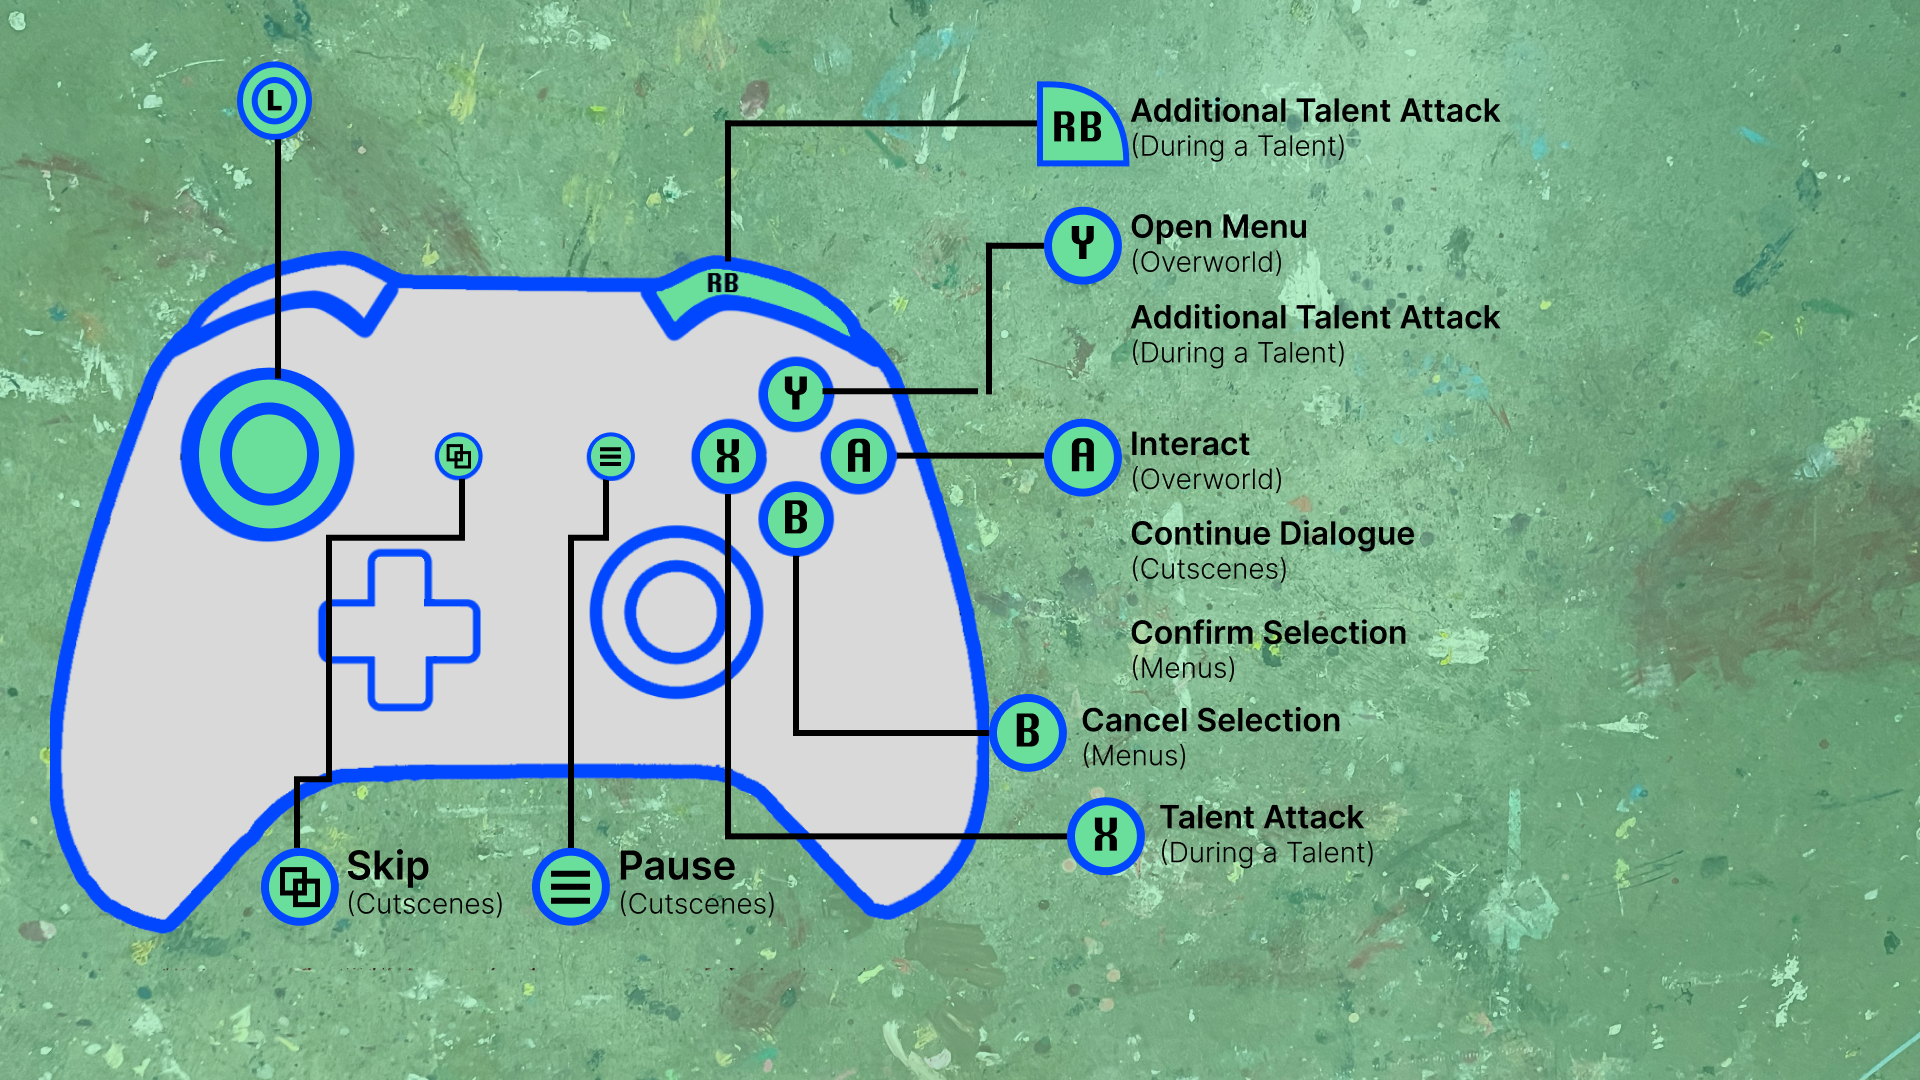 L
RB
Additional Talent Attack
(During a Talent)
Y
Open Menu
(Overworld)
Additional Talent Attack
(During a Talent)
RB
Y
X
A
B
A
Interact
(Overworld)
Continue Dialogue
(Cutscenes)
Confirm Selection
(Menus)
B
Cancel Selection
(Menus)
X
Talent Attack
(During a Talent)
Skip
(Cutscenes)
Pause
(Cutscenes)